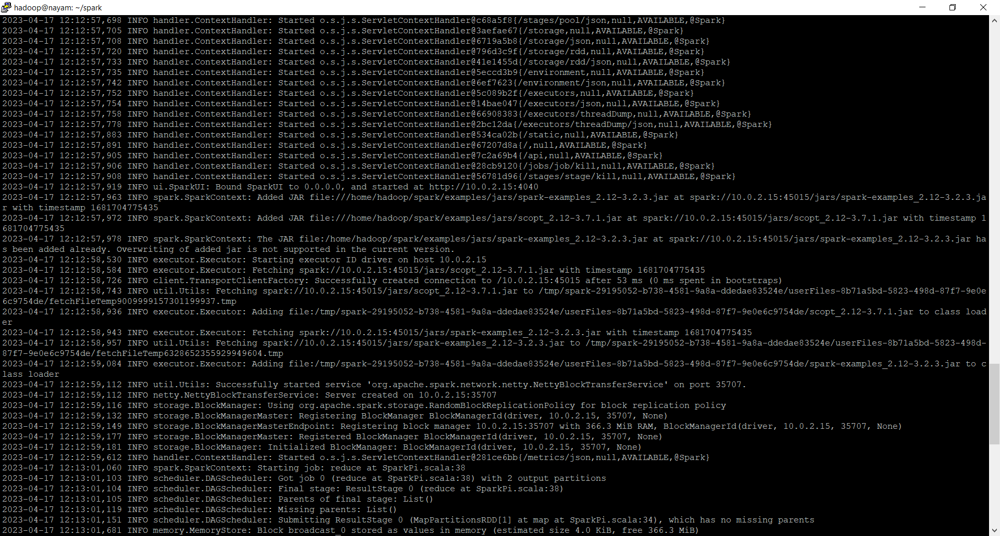 hadoop@nayam: ~/spark
2023-04-17 12:12:57,698 INFO handler.ContextHandler: Started o.s.j.s.ServletContextHandler@c68a5f8{/stages/pool/json,null,AVAILABLE,@Spark}
2023-04-17 12:12:57,705 INFO handler.ContextHandler: Started o.s.j.s.ServletContextHandler@3aefae67{/storage,null,AVAILABLE,@Spark}
2023-04-17 12:12:57,708 INFO handler.ContextHandler: Started o.s.j.s.ServletContextHandler@6719a5b8{/storage/json,null,AVAILABLE,@Spark}
2023-04-17 12:12:57,720 INFO handler.ContextHandler: Started o.s.j.s.ServletContextHandler@796d3c9f{/storage/rdd,null,AVAILABLE,@Spark}
2023-04-17 12:12:57,733 INFO handler.ContextHandler: Started o.s.j.s.ServletContextHandler@41e1455d{/storage/rdd/json,null,AVAILABLE,@Spark}
2023-04-17 12:12:57,735 INFO handler.ContextHandler: Started o.s.j.s.ServletContextHandler@5eccd3b9{/environment,null,AVAILABLE,@Spark}
2023-04-17 12:12:57,742 INFO handler.ContextHandler: Started o.s.j.s.ServletContextHandler@6ef7623{/environment/json,null,AVAILABLE,@Spark}
2023-04-17 12:12:57,752 INFO handler.ContextHandler: Started o.s.j.s.ServletContextHandler@5c089b2f{/executors,null,AVAILABLE,@Spark}
2023-04-17 12:12:57,754 INFO handler.ContextHandler: Started o.s.j.s.ServletContextHandler@14bae047{/executors/json,null,AVAILABLE,@Spark}
2023-04-17 12:12:57,758 INFO handler.ContextHandler: Started o.s.j.s.ServletContextHandler@66908383{/executors/threadDump,null,AVAILABLE,@Spark}
2023-04-17 12:12:57,778 INFO handler.ContextHandler: Started o.s.j.s.ServletContextHandler@2bc12da{/executors/threadDump/json,null,AVAILABLE,@Spark}
2023-04-17 12:12:57,883 INFO handler.ContextHandler: Started o.s.j.s.ServletContextHandler@534ca02b{/static,null,AVAILABLE,@Spark}
2023-04-17 12:12:57,891 INFO handler.ContextHandler: Started o.s.j.s.ServletContextHandler@67207d8a{/,null,AVAILABLE,@Spark}
2023-04-17 12:12:57,905 INFO handler.ContextHandler: Started o.s.j.s.ServletContextHandler@7c2a69b4{/api,null,AVAILABLE,@Spark}
2023-04-17 12:12:57,906 INFO handler.ContextHandler: Started o.s.j.s.ServletContextHandler@28cb9120{/jobs/job/kill,null,AVAILABLE,@Spark}
2023-04-17 12:12:57,908 INFO handler.ContextHandler: Started o.s.j.s.ServletContextHandler@56781d96{/stages/stage/kill,null,AVAILABLE,@Spark}
2023-04-17 12:12:57,919 INFO ui.SparkUI: Bound SparkUI to 0.0.0.0, and started at http://10.0.2.15:4040
2023-04-17 12:12:57,963 INFO spark.SparkContext: Added JAR file:///home/hadoop/spark/examples/jars/spark-examples_2.12-3.2.3.jar at spark://10.0.2.15:45015/jars/spark-examples_2.12-3.2.3.ja
r with timestamp 1681704775435
2023-04-17 12:12:57,972 INFO spark.SparkContext: Added JAR file:///home/hadoop/spark/examples/jars/scopt_2.12-3.7.1.jar at spark://10.0.2.15:45015/jars/scopt_2.12-3.7.1.jar with timestamp 1
681704775435
2023-04-17 12:12:57,978 INFO spark.SparkContext: The JAR file:/home/hadoop/spark/examples/jars/spark-examples_2.12-3.2.3.jar at spark://10.0.2.15:45015/jars/spark-examples_2.12-3.2.3.jar ha
s been added already. Overwriting of added jar is not supported in the current version.
2023-04-17 12:12:58,530 INFO executor.Executor: Starting executor ID driver on host 10.0.2.15
2023-04-17 12:12:58,584 INFO executor.Executor: Fetching spark://10.0.2.15:45015/jars/scopt_2.12-3.7.1.jar with timestamp 1681704775435
2023-04-17 12:12:58,726 INFO client.TransportClientFactory: Successfully created connection to /10.0.2.15:45015 after 53 ms (0 ms spent in bootstraps)
2023-04-17 12:12:58,743 INFO util.Utils: Fetching spark://10.0.2.15:45015/jars/scopt_2.12-3.7.1.jar to /tmp/spark-29195052-b738-4581-9a8a-ddedae83524e/userFiles-8b71a5bd-5823-498d-87f7-9e0e
6c9754de/fetchFileTemp9009999157301199937.tmp
2023-04-17 12:12:58,936 INFO executor.Executor: Adding file:/tmp/spark-29195052-b738-4581-9a8a-ddedae83524e/userFiles-8b71a5bd-5823-498d-87f7-9e0e6c9754de/scopt_2.12-3.7.1.jar to class load
er
2023-04-17 12:12:58,943 INFO executor.Executor: Fetching spark://10.0.2.15:45015/jars/spark-examples_2.12-3.2.3.jar with timestamp 1681704775435
2023-04-17 12:12:58,957 INFO util.Utils: Fetching spark://10.0.2.15:45015/jars/spark-examples_2.12-3.2.3.jar to /tmp/spark-29195052-b738-4581-9a8a-ddedae83524e/userFiles-8b71a5bd-5823-498d-
87f7-9e0e6c9754de/fetchFileTemp6328652355929949604.tmp
2023-04-17 12:12:59,084 INFO executor.Executor: Adding file:/tmp/spark-29195052-b738-4581-9a8a-ddedae83524e/userFiles-8b71a5bd-5823-498d-87f7-9e0e6c9754de/spark-examples_2.12-3.2.3.jar to c
lass loader
2023-04-17 12:12:59,112 INFO util.Utils: Successfully started service 'org.apache.spark.network.netty.NettyBlockTransferService' on port 35707.
2023-04-17 12:12:59,112 INFO netty.NettyBlockTransferService: Server created on 10.0.2.15:35707
2023-04-17 12:12:59,116 INFO storage.BlockManager: Using org.apache.spark.storage.RandomBlockReplicationPolicy for block replication policy
2023-04-17 12:12:59,132 INFO storage.BlockManagerMaster: Registering BlockManager BlockManagerId(driver, 10.0.2.15, 35707, None)
2023-04-17 12:12:59,149 INFO storage.BlockManagerMasterEndpoint: Registering block manager 10.0.2.15:35707 with 366.3 MiB RAM, BlockManagerId(driver, 10.0.2.15, 35707, None)
2023-04-17 12:12:59,177 INFO storage.BlockManagerMaster: Registered BlockManager BlockManagerId(driver, 10.0.2.15, 35707, None)
2023-04-17 12:12:59,181 INFO storage.BlockManager: Initialized BlockManager: BlockManagerId(driver, 10.0.2.15, 35707, None)
2023-04-17 12:12:59,612 INFO handler.ContextHandler: Started o.s.j.s.ServletContextHandler@281ce6bb{/metrics/json,null,AVAILABLE,@Spark}
2023-04-17 12:13:01,060 INFO spark.SparkContext: Starting job: reduce at SparkPi.scala:38
2023-04-17 12:13:01,103 INFO scheduler.DAGScheduler: Got job 0 (reduce at SparkPi.scala:38) with 2 output partitions
2023-04-17 12:13:01,104 INFO scheduler.DAGScheduler: Final stage: ResultStage 0 (reduce at SparkPi.scala:38)
2023-04-17 12:13:01,105 INFO scheduler.DAGScheduler: Parents of final stage: List()
2023-04-17 12:13:01,119 INFO scheduler.DAGScheduler: Missing parents: List()
2023-04-17 12:13:01,151 INFO scheduler.DAGScheduler: Submitting ResultStage 0 (MapPartitionsRDD[1] at map at SparkPi.scala:34), which has no missing parents
2023-04-17 12:13:01,681 INFO memory.MemoryStore: Block broadcast_0 stored as values in memory (estimated size 4.0 KiB, free 366.3 MiB)